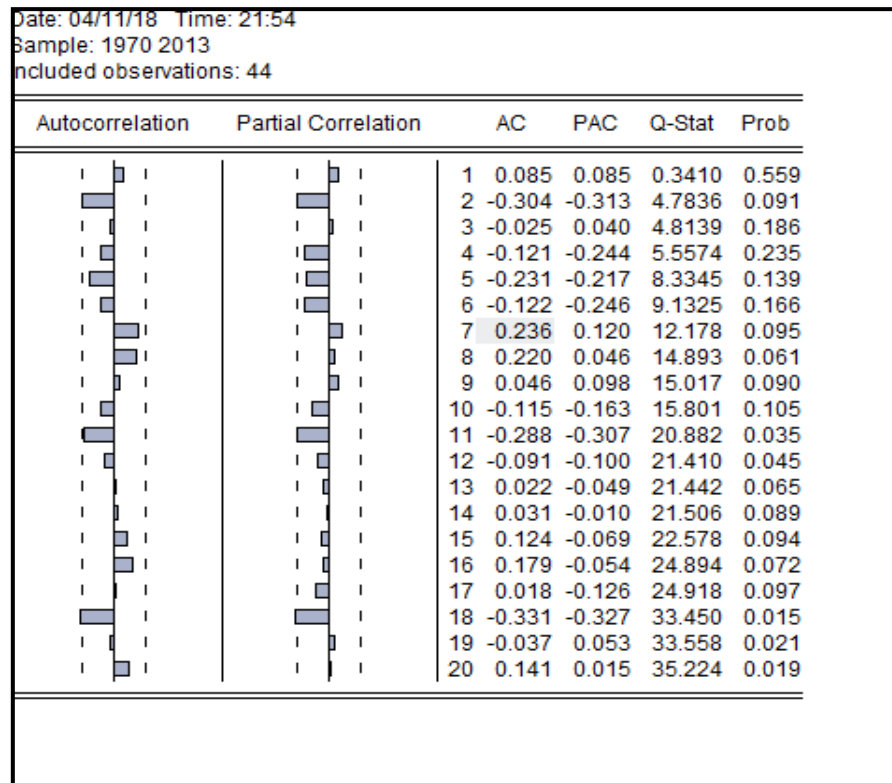 Date: 04/11/18 Time: 21:54
Sample: 1970 2013
Included observations: 44
Autocorrelation Partial Correlation AC PAC Q-Stat Prob
1 0.085 0.085 0.3410 0.559
2 -0.304 -0.313 4.7836 0.091
3 -0.025 0.040 4.8139 0.186
4 -0.121 -0.244 5.5574 0.235
5 -0.231 -0.217 8.3345 0.139
6 -0.122 -0.246 9.1325 0.166
7 0.236 0.120 12.178 0.095
8 0.220 0.046 14.893 0.061
9 0.046 0.098 15.017 0.090
10 -0.115 -0.163 15.801 0.105
11 -0.288 -0.307 20.882 0.035
12 -0.091 -0.100 21.410 0.045
13 0.022 -0.049 21.442 0.065
14 0.031 -0.010 21.506 0.089
15 0.124 -0.069 22.578 0.094
16 0.179 -0.054 24.894 0.072
17 0.018 -0.126 24.918 0.097
18 -0.331 -0.327 33.450 0.015
19 -0.037 0.053 33.558 0.021
20 0.141 0.015 35.224 0.019